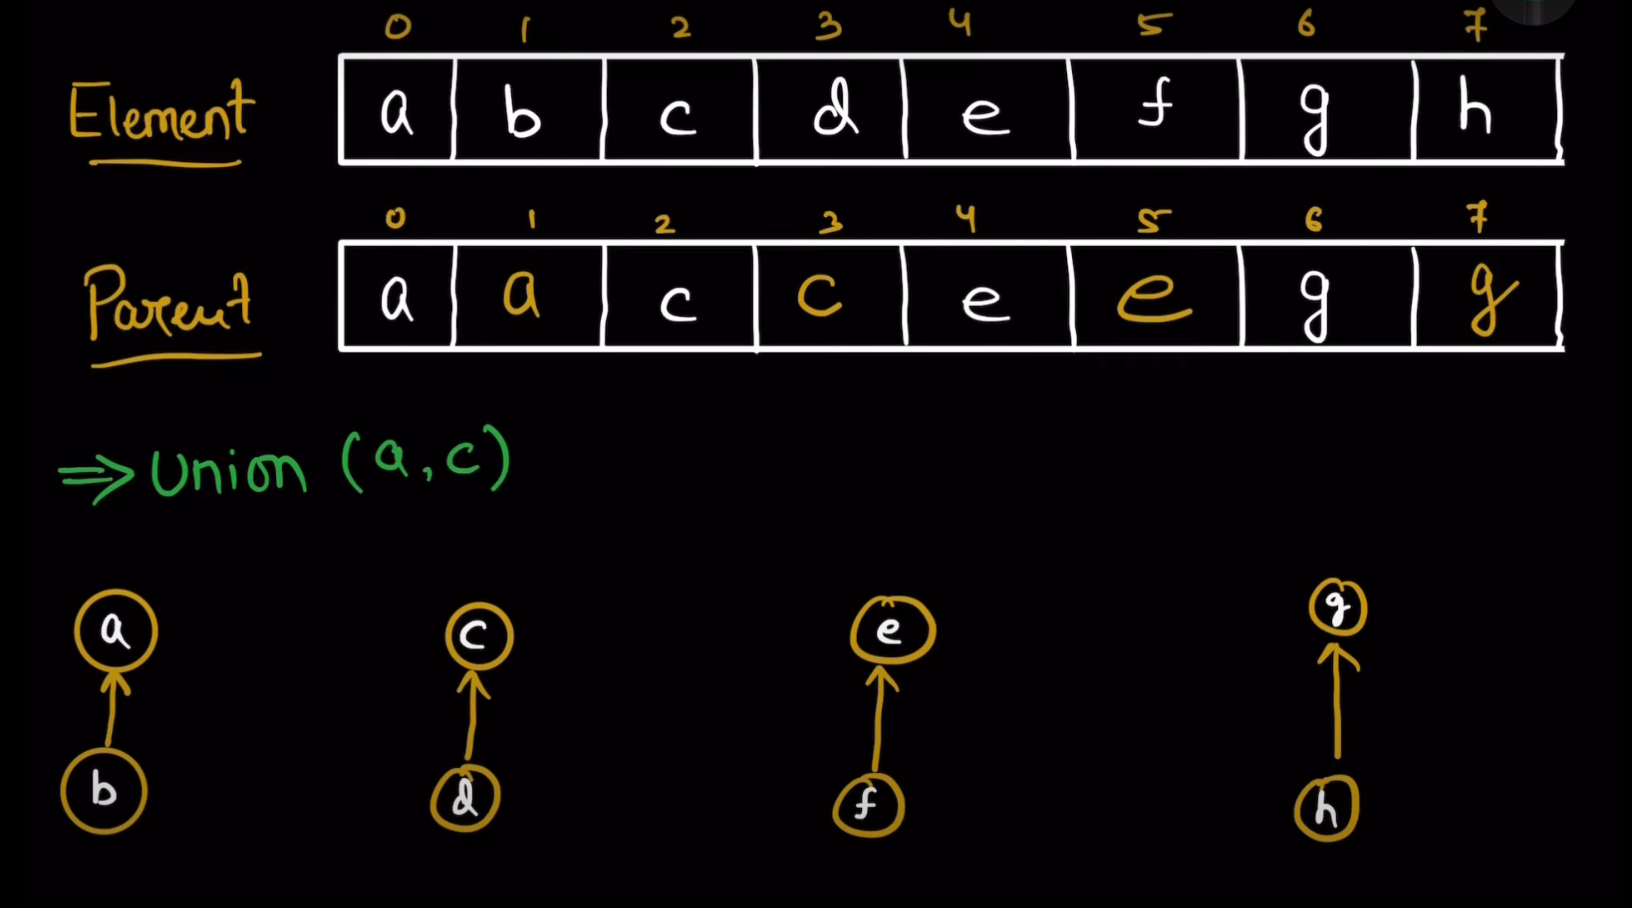 0 1 2 3 4 5 6 7
Element a b c d e f g h
0 1 2 3 4 5 6 7
Parent a a c c e e g g
⇒ Union (a, c)
a c e g
b d f h